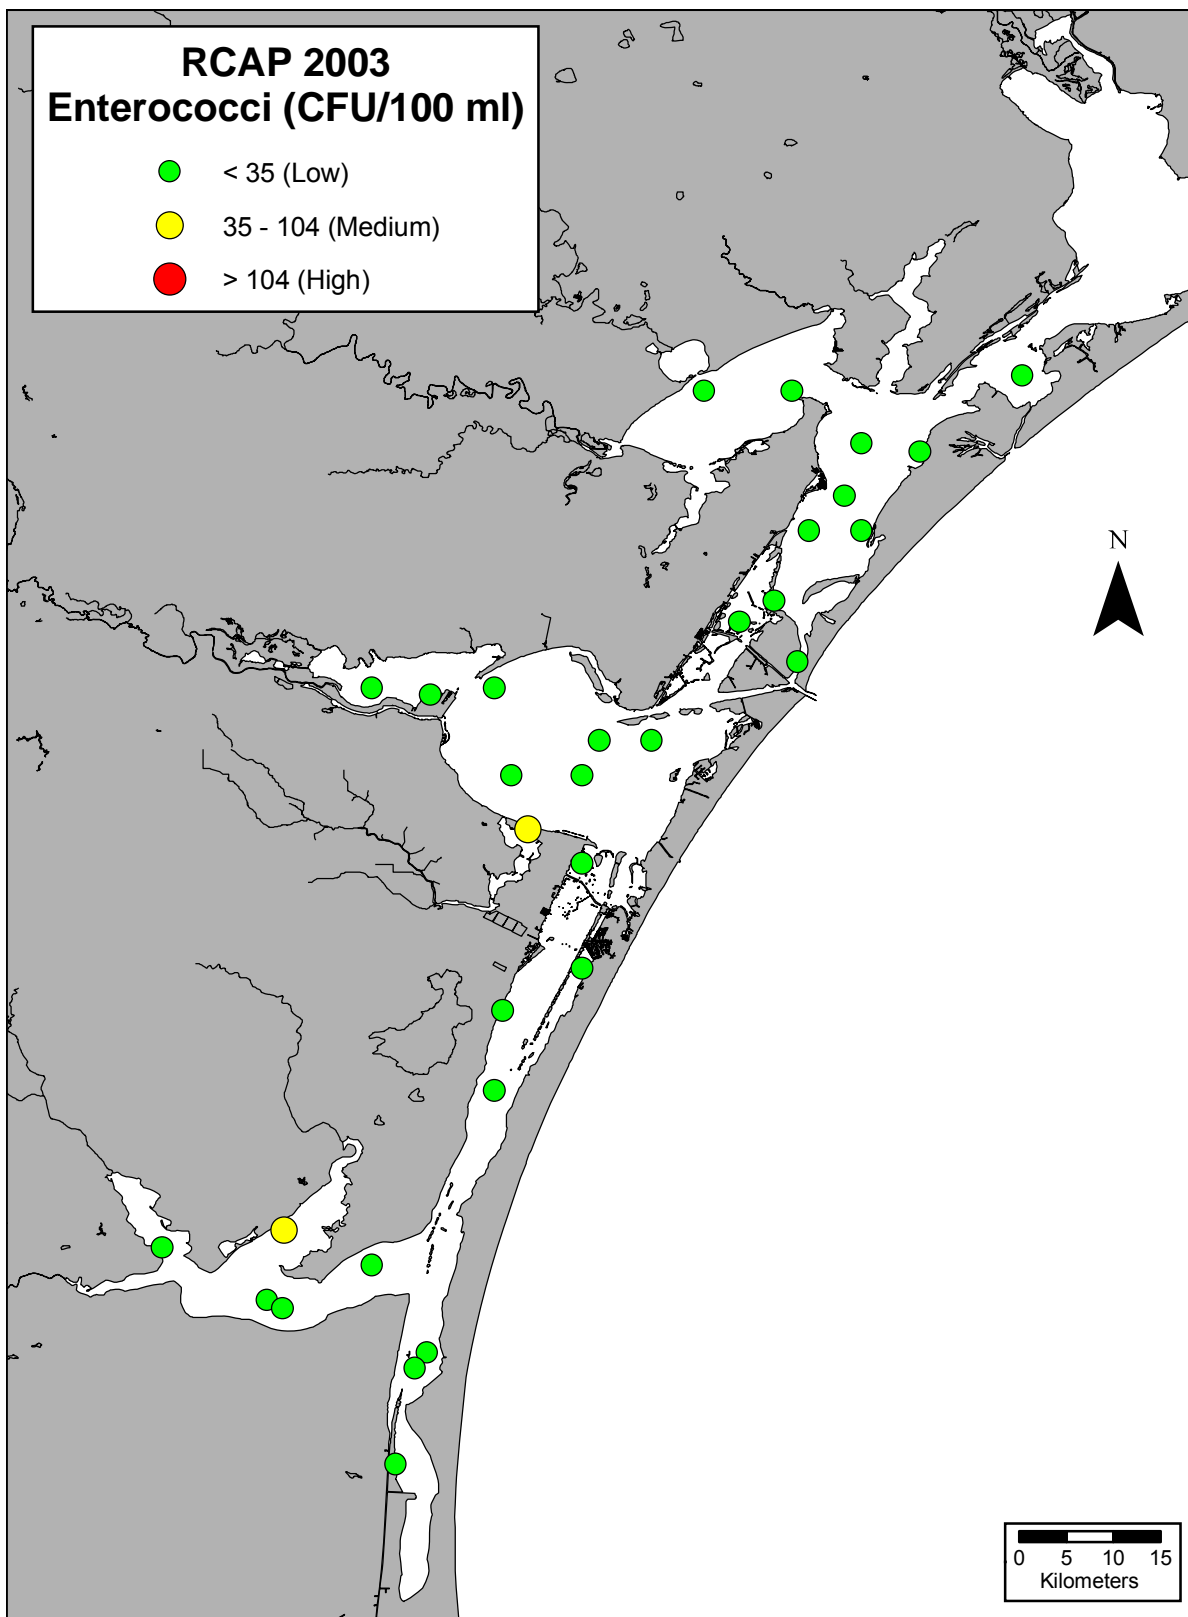 RCAP 2003
Enterococci (CFU/100 ml)
< 35 (Low)
35 - 104 (Medium)
> 104 (High)
N
0 5 10 15
Kilometers